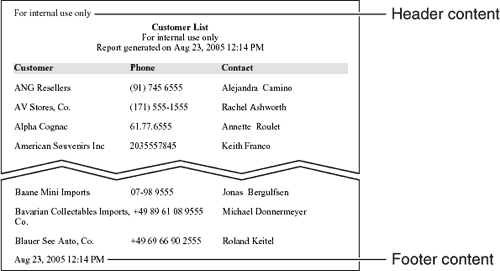 For internal use only
Header content
Customer List
For internal use only
Report generated on Aug 23, 2005 12:14 PM
Customer Phone Contact
ANG Resellers (91) 745 6555 Alejandra Camino
AV Stores, Co. (171) 555-1555 Rachel Ashworth
Alpha Cognac 61.77.6555 Annette Roulet
American Souvenirs Inc 2035557845 Keith Franco
Baane Mini Imports 07-98 9555 Jonas Bergulfsen
Bavarian Collectables Imports, +49 89 61 08 9555 Michael Donnermeyer
Co.
Blauer See Auto, Co. +49 69 66 90 2555 Roland Keitel
Aug 23, 2005 12:14 PM
Footer content